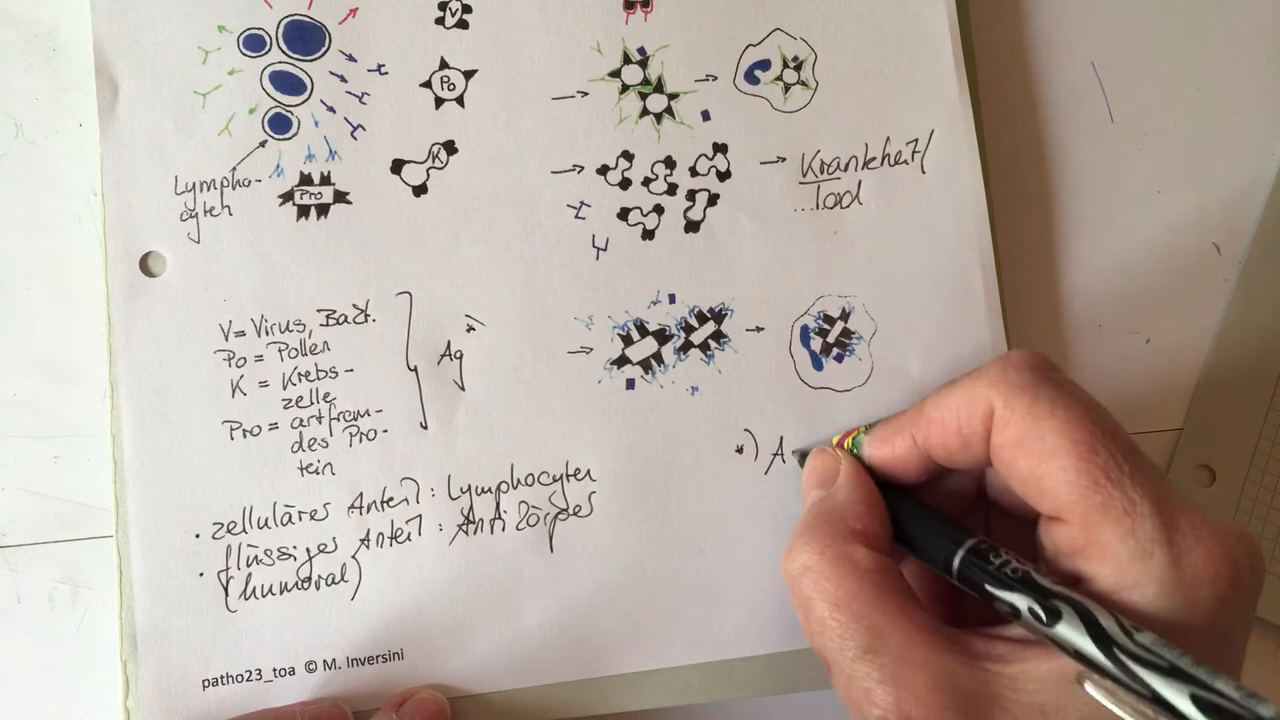 V
Po
K
Lympho-
cyten
Pro
Krankheit/
...Tod
V = Virus, Bakt.
Po = Pollen
K = Krebs-
zelle
Pro = artfrem-
des Pro-
tein
Ag *)
*) A
· zelluläres Anteil : Lymphocyten
· flüssiges Anteil : Antikörper
(humoral)
patho23_toa © M. Inversini